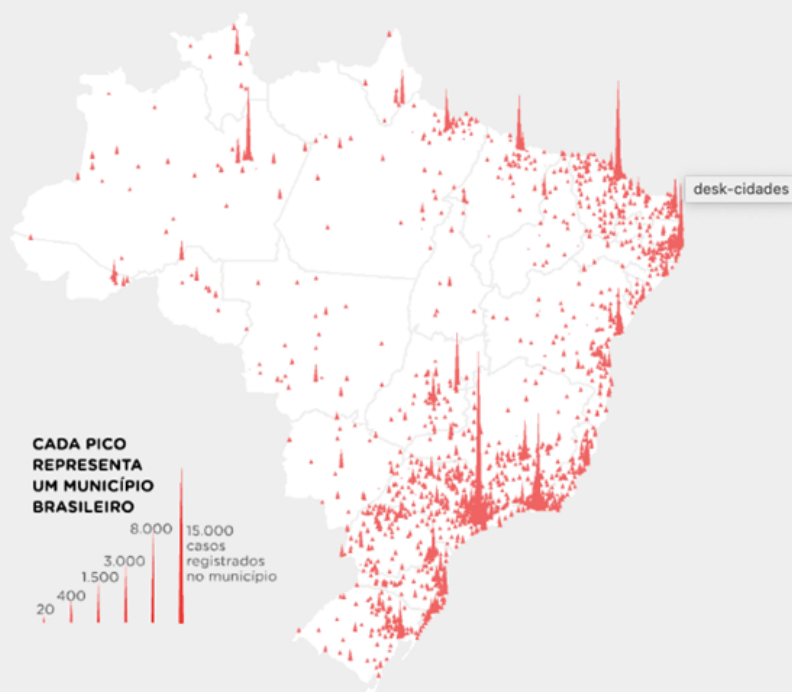 desk-cidades
CADA PICO
REPRESENTA
UM MUNICÍPIO
BRASILEIRO
20
400
1.500
3.000
8.000
15.000
casos
registrados
no município